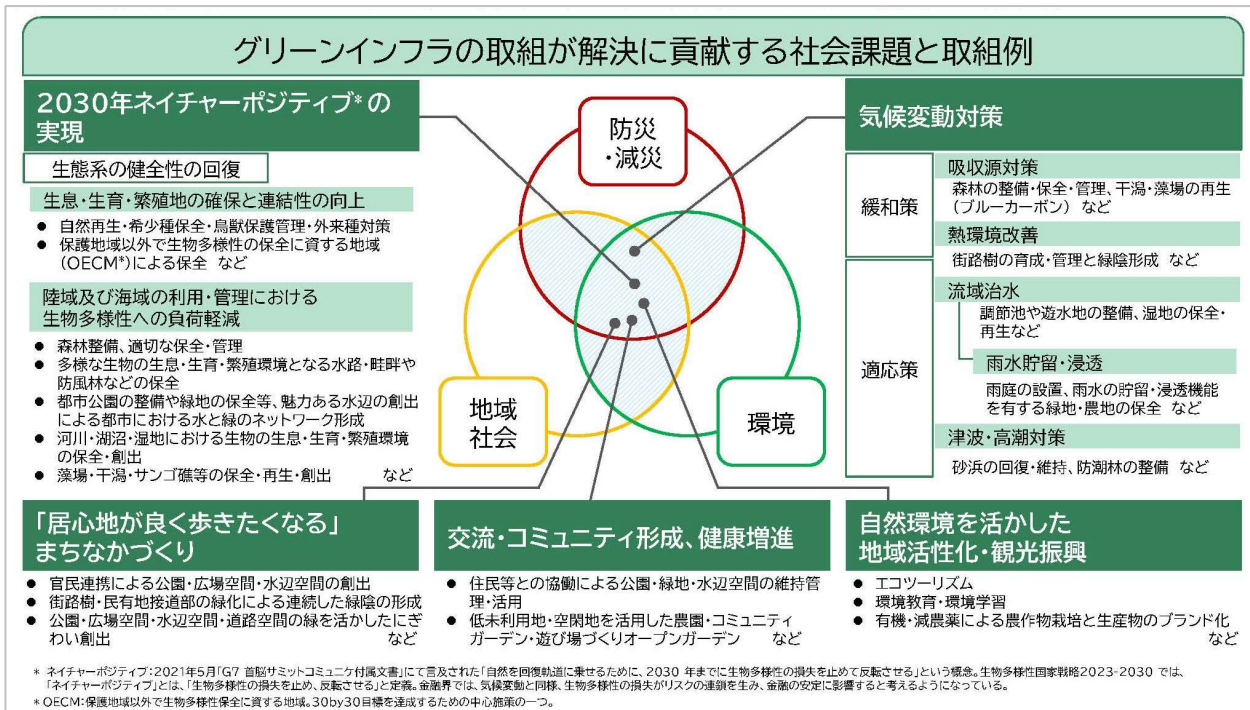 グリーンインフラの取組が解決に貢献する社会課題と取組例
2030年ネイチャーポジティブ*の
実現
生態系の健全性の回復
生息・生育・繁殖地の確保と連結性の向上
● 自然再生・希少種保全・鳥獣保護管理・外来種対策
● 保護地域以外で生物多様性の保全に資する地域
(OECM*)による保全 など
陸域及び海域の利用・管理における
生物多様性への負荷軽減
● 森林整備、適切な保全・管理
● 多様な生物の生息・生育・繁殖環境となる水路・畦畔や
防風林などの保全
● 都市公園の整備や緑地の保全等、魅力ある水辺の創出
による都市における水と緑のネットワーク形成
● 河川・湖沼・湿地における生物の生息・生育・繁殖環境
の保全・創出
● 藻場・干潟・サンゴ礁等の保全・再生・創出 など
防災
・減災
地域
社会
環境
気候変動対策
緩和策
吸収源対策
森林の整備・保全・管理、干潟・藻場の再生
(ブルーカーボン) など
熱環境改善
街路樹の育成・管理と緑陰形成 など
適応策
流域治水
調節池や遊水地の整備、湿地の保全・
再生など
雨水貯留・浸透
雨庭の設置、雨水の貯留・浸透機能
を有する緑地・農地の保全 など
津波・高潮対策
砂浜の回復・維持、防潮林の整備 など
「居心地が良く歩きたくなる」
まちなかづくり
● 官民連携による公園・広場空間・水辺空間の創出
● 街路樹・民有地接道部の緑化による連続した緑陰の形成
● 公園・広場空間・水辺空間・道路空間の緑を活かしたにぎ
わい創出 など
交流・コミュニティ形成、健康増進
● 住民等との協働による公園・緑地・水辺空間の維持管
理・活用
● 低未利用地・空閑地を活用した農園・コミュニティ
ガーデン・遊び場づくりオープンガーデン など
自然環境を活かした
地域活性化・観光振興
● エコツーリズム
● 環境教育・環境学習
● 有機・減農薬による農作物栽培と生産物のブランド化
など
* ネイチャーポジティブ：2021年5月「G7 首脳サミットコミュニケ付属文書」にて言及された「自然を回復軌道に乗せるために、2030 年までに生物多様性の損失を止めて反転させる」という概念。生物多様性国家戦略2023-2030 では、
「ネイチャーポジティブ」とは、「生物多様性の損失を止め、反転させる」と定義。金融界では、気候変動と同様、生物多様性の損失がリスクの連鎖を生み、金融の安定に影響すると考えるようになっている。
* OECM：保護地域以外で生物多様性保全に資する地域。30by30目標を達成するための中心施策の一つ。